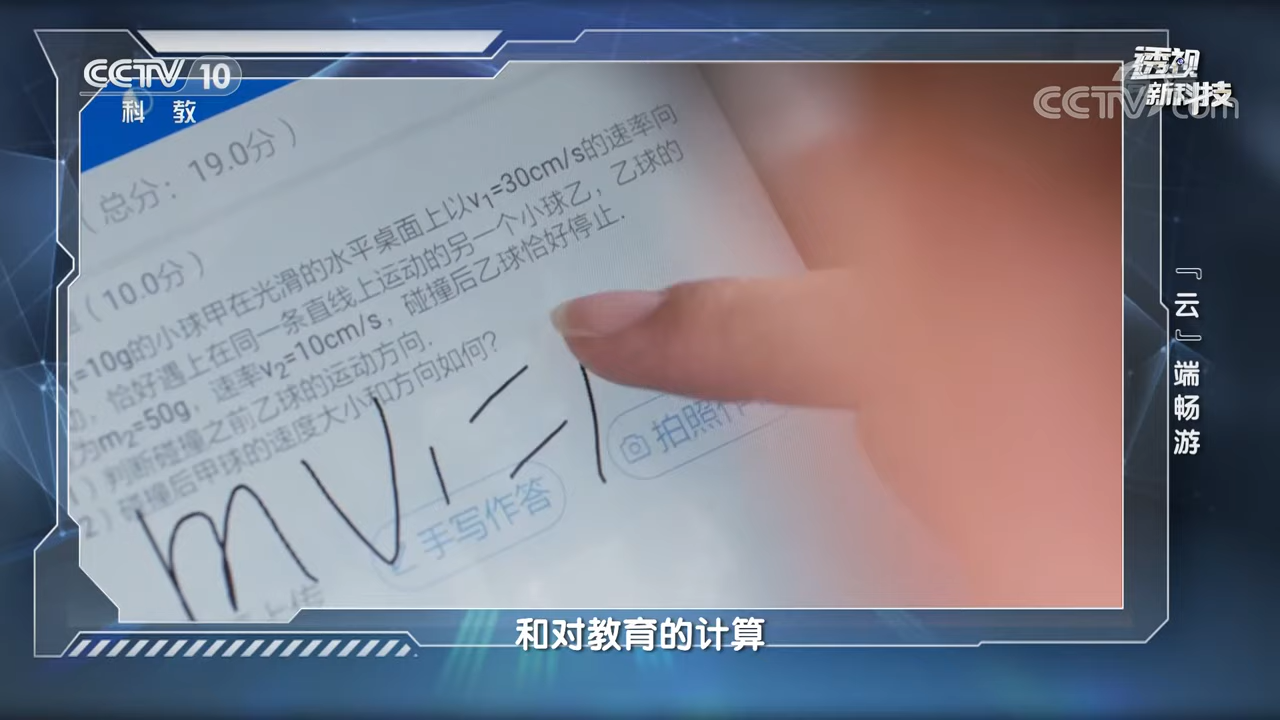 CCTV 10
科教
透视
新科技
CCTV.com
（总分：19.0分）
（10.0分）
=10g的小球甲在光滑的水平桌面上以v₁=30cm/s的速率向
，恰好遇上在同一条直线上运动的另一个小球乙，乙球的
为m₂=50g，速率v₂=10cm/s，碰撞后乙球恰好停止.
）判断碰撞之前乙球的运动方向.
2）碰撞后甲球的速度大小和方向如何?
mv₁=1
手写作答
拍照作
『云』端畅游
和对教育的计算